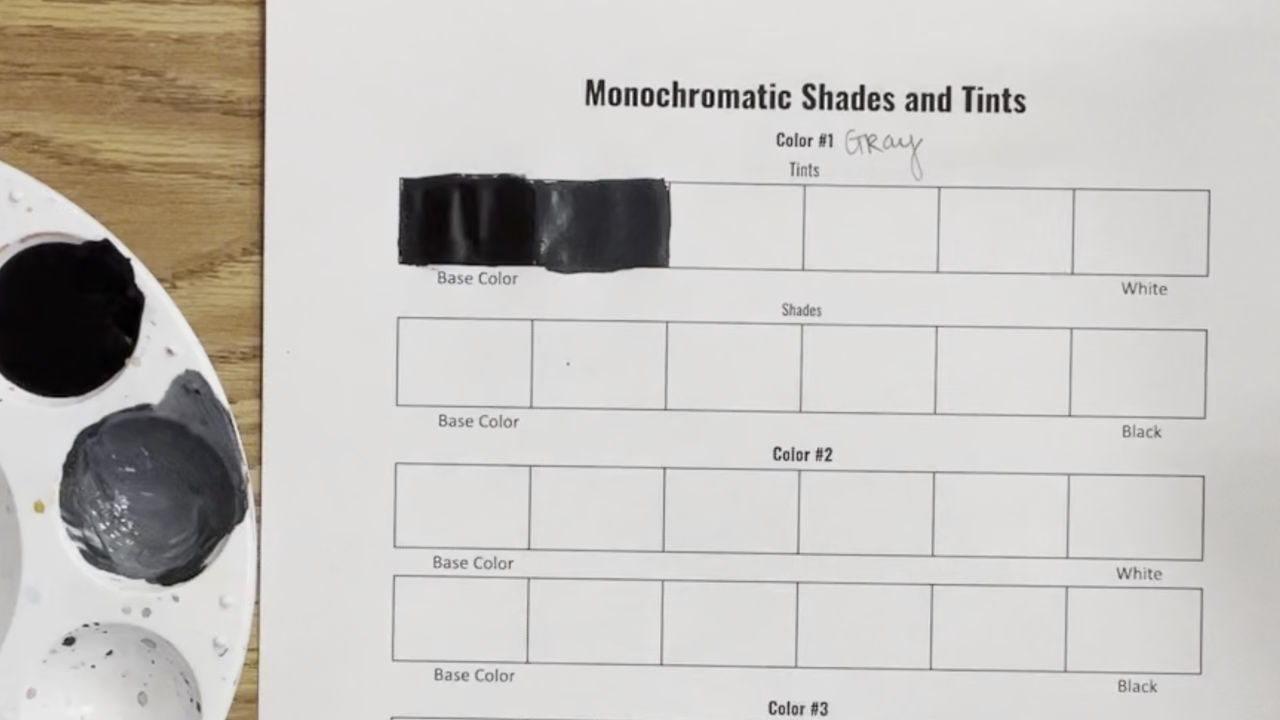 Monochromatic Shades and Tints
Color #1 Gray
Tints
Base Color White
Shades
Base Color Black
Color #2
Base Color White
Base Color Black
Color #3